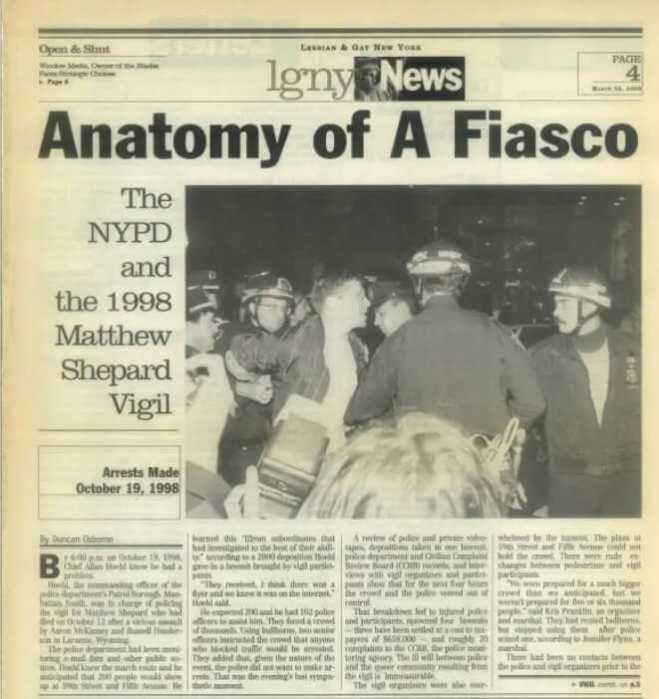 Open & Shut
Window Media, Owner of the Blades
Faces Strategic Choices
▸ Page 8
LESBIAN & GAY NEW YORK
lgny News
PAGE
4
Anatomy of A Fiasco
The
NYPD
and
the 1998
Matthew
Shepard
Vigil
Arrests Made
October 19, 1998
By Duncan Osborne
By 6:00 p.m. on October 19, 1998,
Chief Allan Hoehl knew he had a
problem.
Hoehl, the commanding officer of the
police department's Patrol Borough Man-
hattan South, was in charge of policing
the vigil for Matthew Shepard who had
died on October 12 after a vicious assault
by Aaron McKinney and Russell Hender-
son in Laramie, Wyoming.
The police department had been moni-
toring e-mail lists and other public no-
tices. Hoehl knew the march route and he
anticipated that 200 people would show
up at 59th Street and Fifth Avenue. He
learned this "[f]rom subordinates that
had investigated to the best of their abil-
ity," according to a 2000 deposition Hoehl
gave in a lawsuit brought by vigil partici-
pants.
"They received, I think there was a
flyer and we knew it was on the internet,"
Hoehl said.
He expected 200 and he had 102 police
officers to assist him. They faced a crowd
of thousands. Using bullhorns, two senior
officers instructed the crowd that anyone
who blocked traffic would be arrested.
They added that, given the nature of the
event, the police did not want to make ar-
rests. That was the evening's last sympa-
thetic moment.
A review of police and private video-
tapes, depositions taken in one lawsuit,
police department and Civilian Complaint
Review Board (CCRB) records, and inter-
views with vigil organizers and partici-
pants show that for the next four hours
the crowd and the police veered out of
control.
That breakdown led to injured police
and participants, spawned four lawsuits
— three have been settled at a cost to tax-
payers of — and roughly 20
complaints to the CCRB, the police moni-
toring agency. The ill will between police
and the queer community resulting from
the vigil is immeasurable.
The vigil organizers were also over-
whelmed by the turnout. The plaza at
59th Street and Fifth Avenue could not
hold the crowd. There were rude ex-
changes between pedestrians and vigil
participants.
"We were prepared for a much bigger
crowd than we anticipated, but we
weren't prepared for five or six thousand
people," said Kris Franklin, an organizer
and marshal. They had rented bullhorns,
but stopped using them after police
seized one, according to Jennifer Flynn, a
marshal.
There had been no contacts between
the police and vigil organizers prior to the
▸ VIGIL cont'd. on p.5